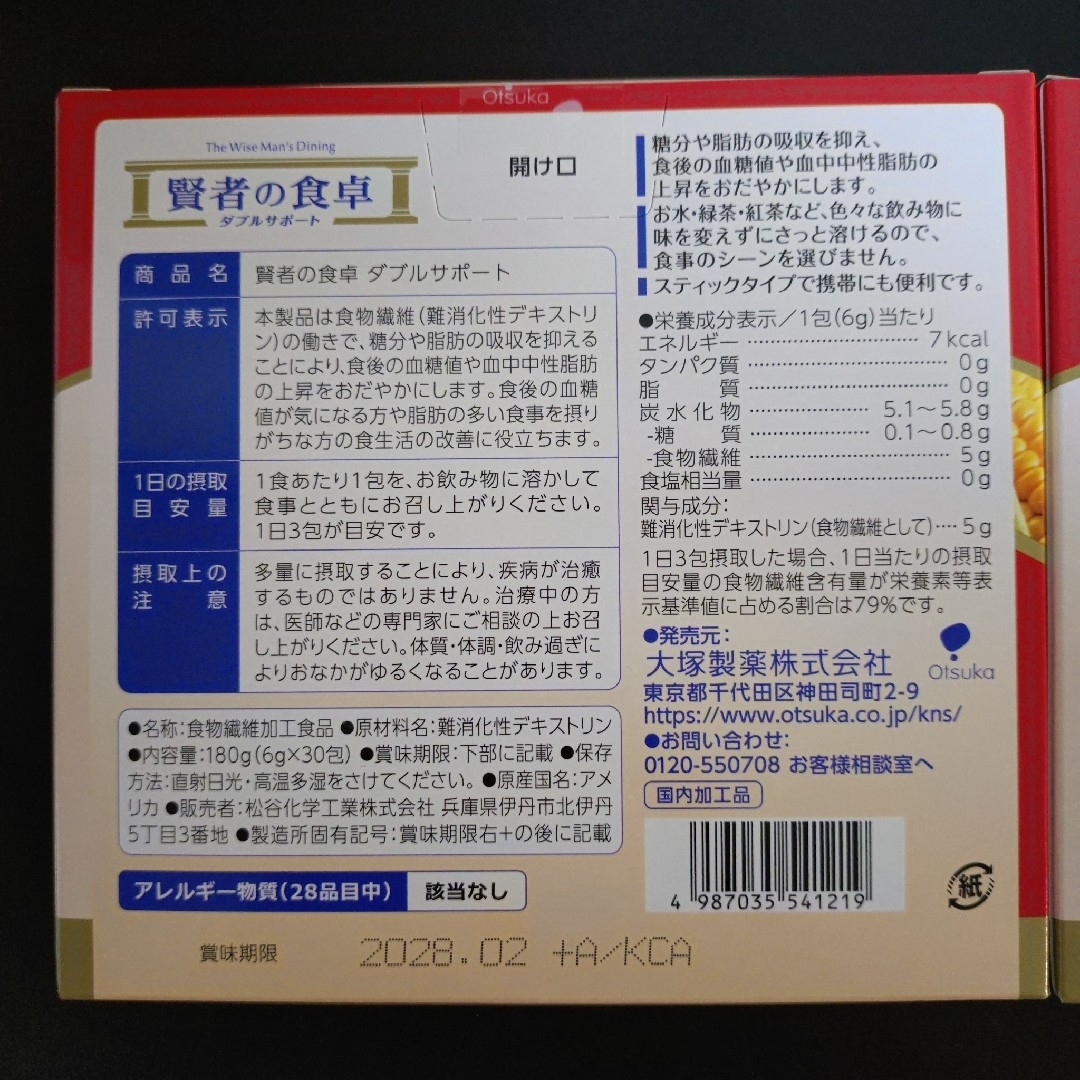 Otsuka
The Wise Man's Dining
賢者の食卓
ダブルサポート
開け口
糖分や脂肪の吸収を抑え、
食後の血糖値や血中中性脂肪の
上昇をおだやかにします。
お水・緑茶・紅茶など、色々な飲み物に
味を変えずにさっと溶けるので、
食事のシーンを選びません。
スティックタイプで携帯にも便利です。
商品名 賢者の食卓 ダブルサポート
許可表示 本製品は食物繊維(難消化性デキストリ
ン)の働きで、糖分や脂肪の吸収を抑える
ことにより、食後の血糖値や血中中性脂肪
の上昇をおだやかにします。食後の血糖
値が気になる方や脂肪の多い食事を摂り
がちな方の食生活の改善に役立ちます。
1日の摂取
目安量
1食あたり1包を、お飲み物に溶かして
食事とともにお召し上がりください。
1日3包が目安です。
摂取上の
注意
多量に摂取することにより、疾病が治癒
するものではありません。治療中の方
は、医師などの専門家にご相談の上お召
し上がりください。体質・体調・飲み過ぎに
よりおなかがゆるくなることがあります。
●名称:食物繊維加工食品 ●原材料名:難消化性デキストリン
●内容量:180g(6g×30包) ●賞味期限:下部に記載 ●保存
方法:直射日光・高温多湿をさけてください。 ●原産国名:アメ
リカ ●販売者:松谷化学工業株式会社 兵庫県伊丹市北伊丹
5丁目3番地 ●製造所固有記号:賞味期限右+の後に記載
アレルギー物質(28品目中) 該当なし
賞味期限 2028.02 +A/KCA
●栄養成分表示/1包(6g)当たり
エネルギー 7kcal
タンパク質 0g
脂質 0g
炭水化物 5.1〜5.8g
-糖質 0.1〜0.8g
-食物繊維 5g
食塩相当量 0g
関与成分:
難消化性デキストリン(食物繊維として)…5g
1日3包摂取した場合、1日当たりの摂取
目安量の食物繊維含有量が栄養素等表
示基準値に占める割合は79%です。
●発売元:
大塚製薬株式会社
Otsuka
東京都千代田区神田司町2-9
https://www.otsuka.co.jp/kns/
●お問い合わせ:
0120-550708 お客様相談室へ
国内加工品
4 987035 541219
紙